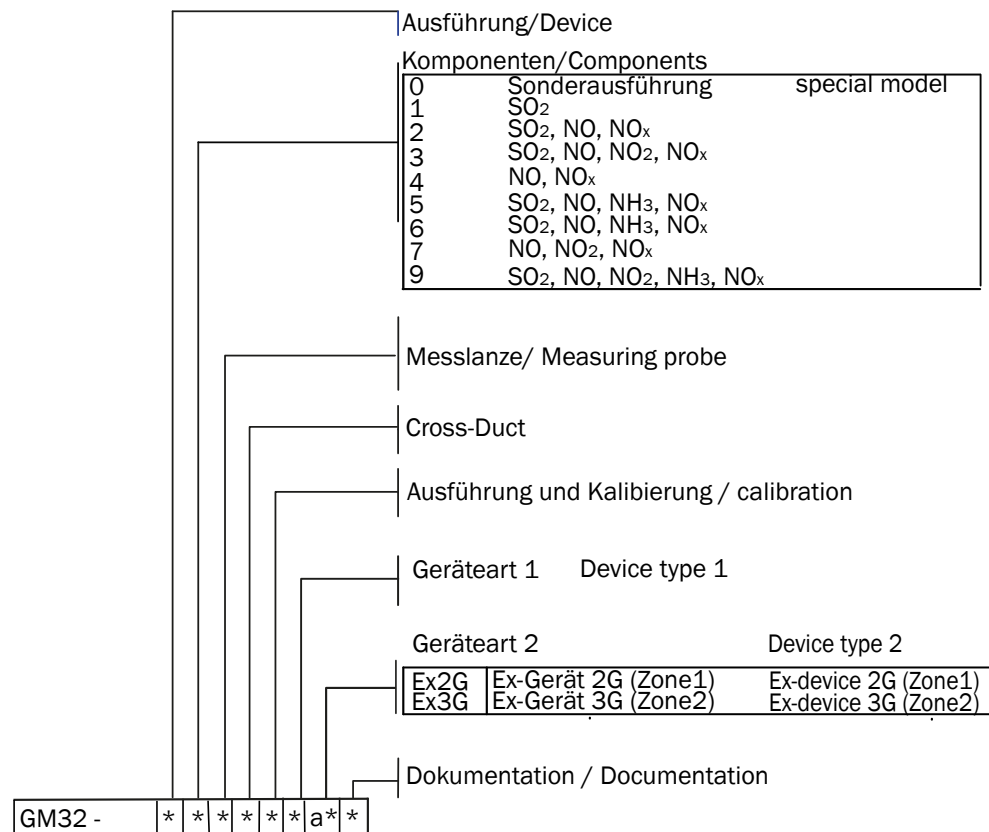 Ausführung/Device
Komponenten/Components
0 Sonderausführung special model
1 SO₂
2 SO₂, NO, NOₓ
3 SO₂, NO, NO₂, NOₓ
4 NO, NOₓ
5 SO₂, NO, NH₃, NOₓ
6 SO₂, NO, NH₃, NOₓ
7 NO, NO₂, NOₓ
9 SO₂, NO, NO₂, NH₃, NOₓ
Messlanze/ Measuring probe
Cross-Duct
Ausführung und Kalibierung / calibration
Geräteart 1 Device type 1
Geräteart 2 Device type 2
Ex2G Ex-Gerät 2G (Zone1) Ex-device 2G (Zone1)
Ex3G Ex-Gerät 3G (Zone2) Ex-device 3G (Zone2)
Dokumentation / Documentation
GM32 - * * * * * * a* *